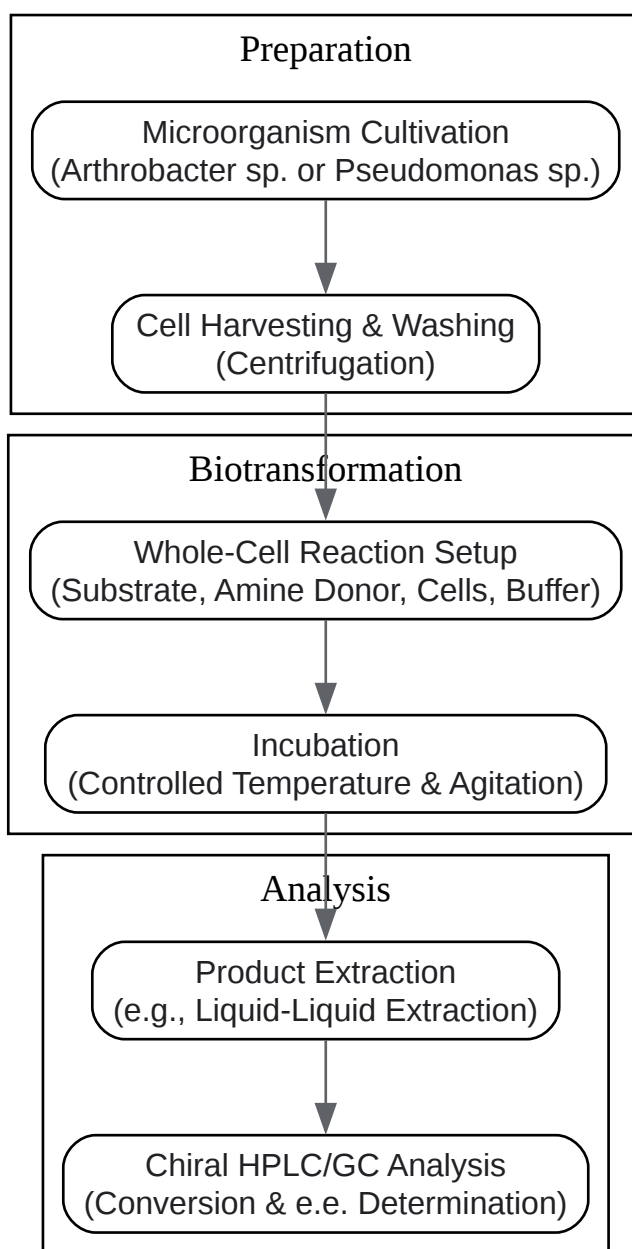 Preparation
Microorganism Cultivation
(Arthrobacter sp. or Pseudomonas sp.)
Cell Harvesting & Washing
(Centrifugation)
Biotransformation
Whole-Cell Reaction Setup
(Substrate, Amine Donor, Cells, Buffer)
Incubation
(Controlled Temperature & Agitation)
Analysis
Product Extraction
(e.g., Liquid-Liquid Extraction)
Chiral HPLC/GC Analysis
(Conversion & e.e. Determination)